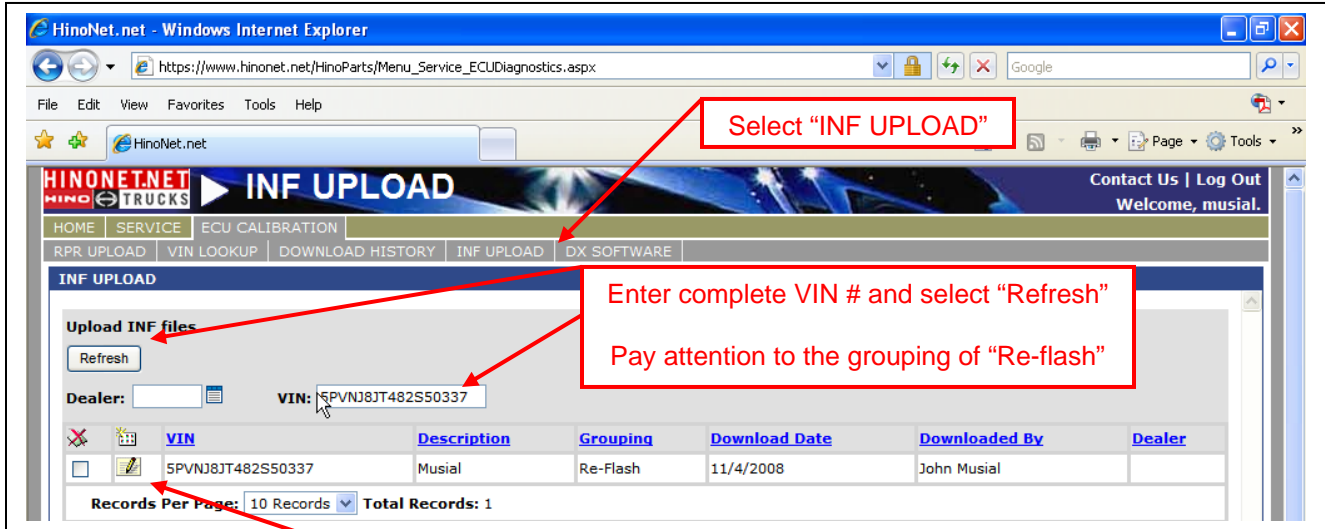 HinoNet.net - Windows Internet Explorer
https://www.hinonet.net/HinoParts/Menu_Service_ECUDiagnostics.aspx
Google
File Edit View Favorites Tools Help
Select “INF UPLOAD”
HinoNet.net
Page Tools
HINONET.NET
HINO TRUCKS
INF UPLOAD
Contact Us | Log Out
Welcome, musial.
HOME SERVICE ECU CALIBRATION
RPR UPLOAD VIN LOOKUP DOWNLOAD HISTORY INF UPLOAD DX SOFTWARE
INF UPLOAD
Enter complete VIN # and select “Refresh”
Pay attention to the grouping of “Re-flash”
Upload INF files
Refresh
Dealer: VIN: 5PVNJ8JT482S50337
VIN Description Grouping Download Date Downloaded By Dealer
5PVNJ8JT482S50337 Musial Re-Flash 11/4/2008 John Musial
Records Per Page: 10 Records Total Records: 1